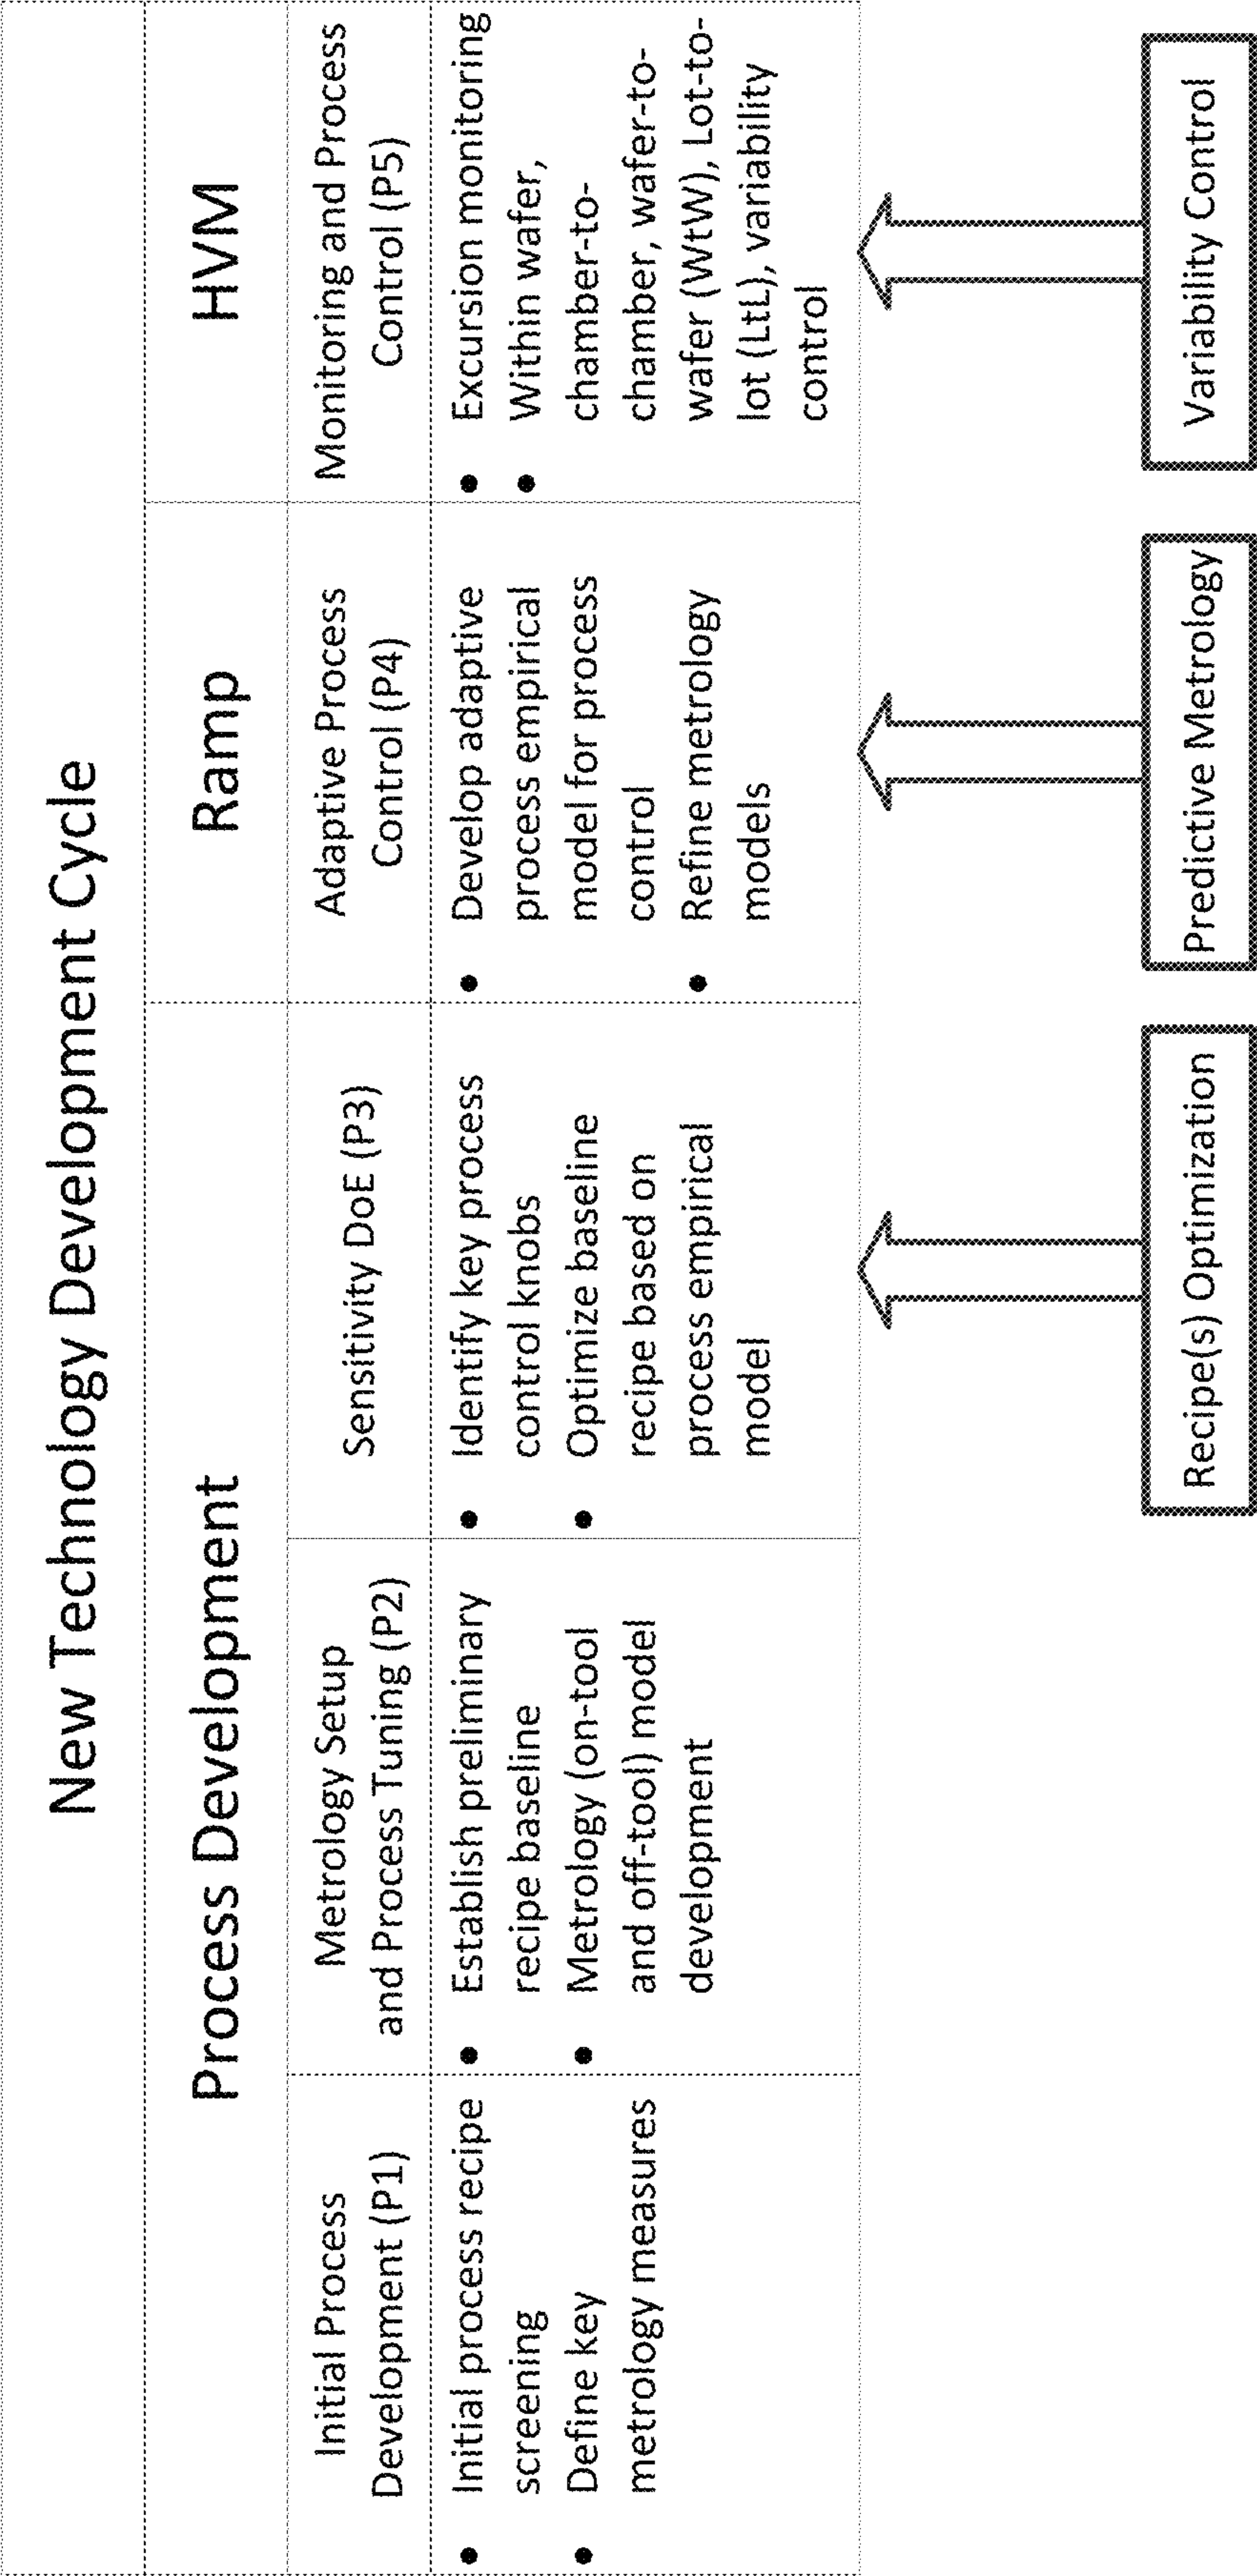 New Technology Development Cycle
Process Development
Ramp
HVM
Initial Process
Development (P1)
Metrology Setup
and Process Tuning (P2)
Sensitivity DoE (P3)
Adaptive Process
Control (P4)
Monitoring and Process
Control (P5)
• Initial process recipe
screening
• Define key
metrology measures
• Establish preliminary
recipe baseline
• Metrology (on-tool
and off-tool) model
development
• Identify key process
control knobs
• Optimize baseline
recipe based on
process empirical
model
• Develop adaptive
process empirical
model for process
control
• Refine metrology
models
• Excursion monitoring
• Within wafer,
chamber-to-
chamber, wafer-to-
wafer (WtW), Lot-to-
lot (LtL), variability
control
Recipe(s) Optimization
Predictive Metrology
Variability Control